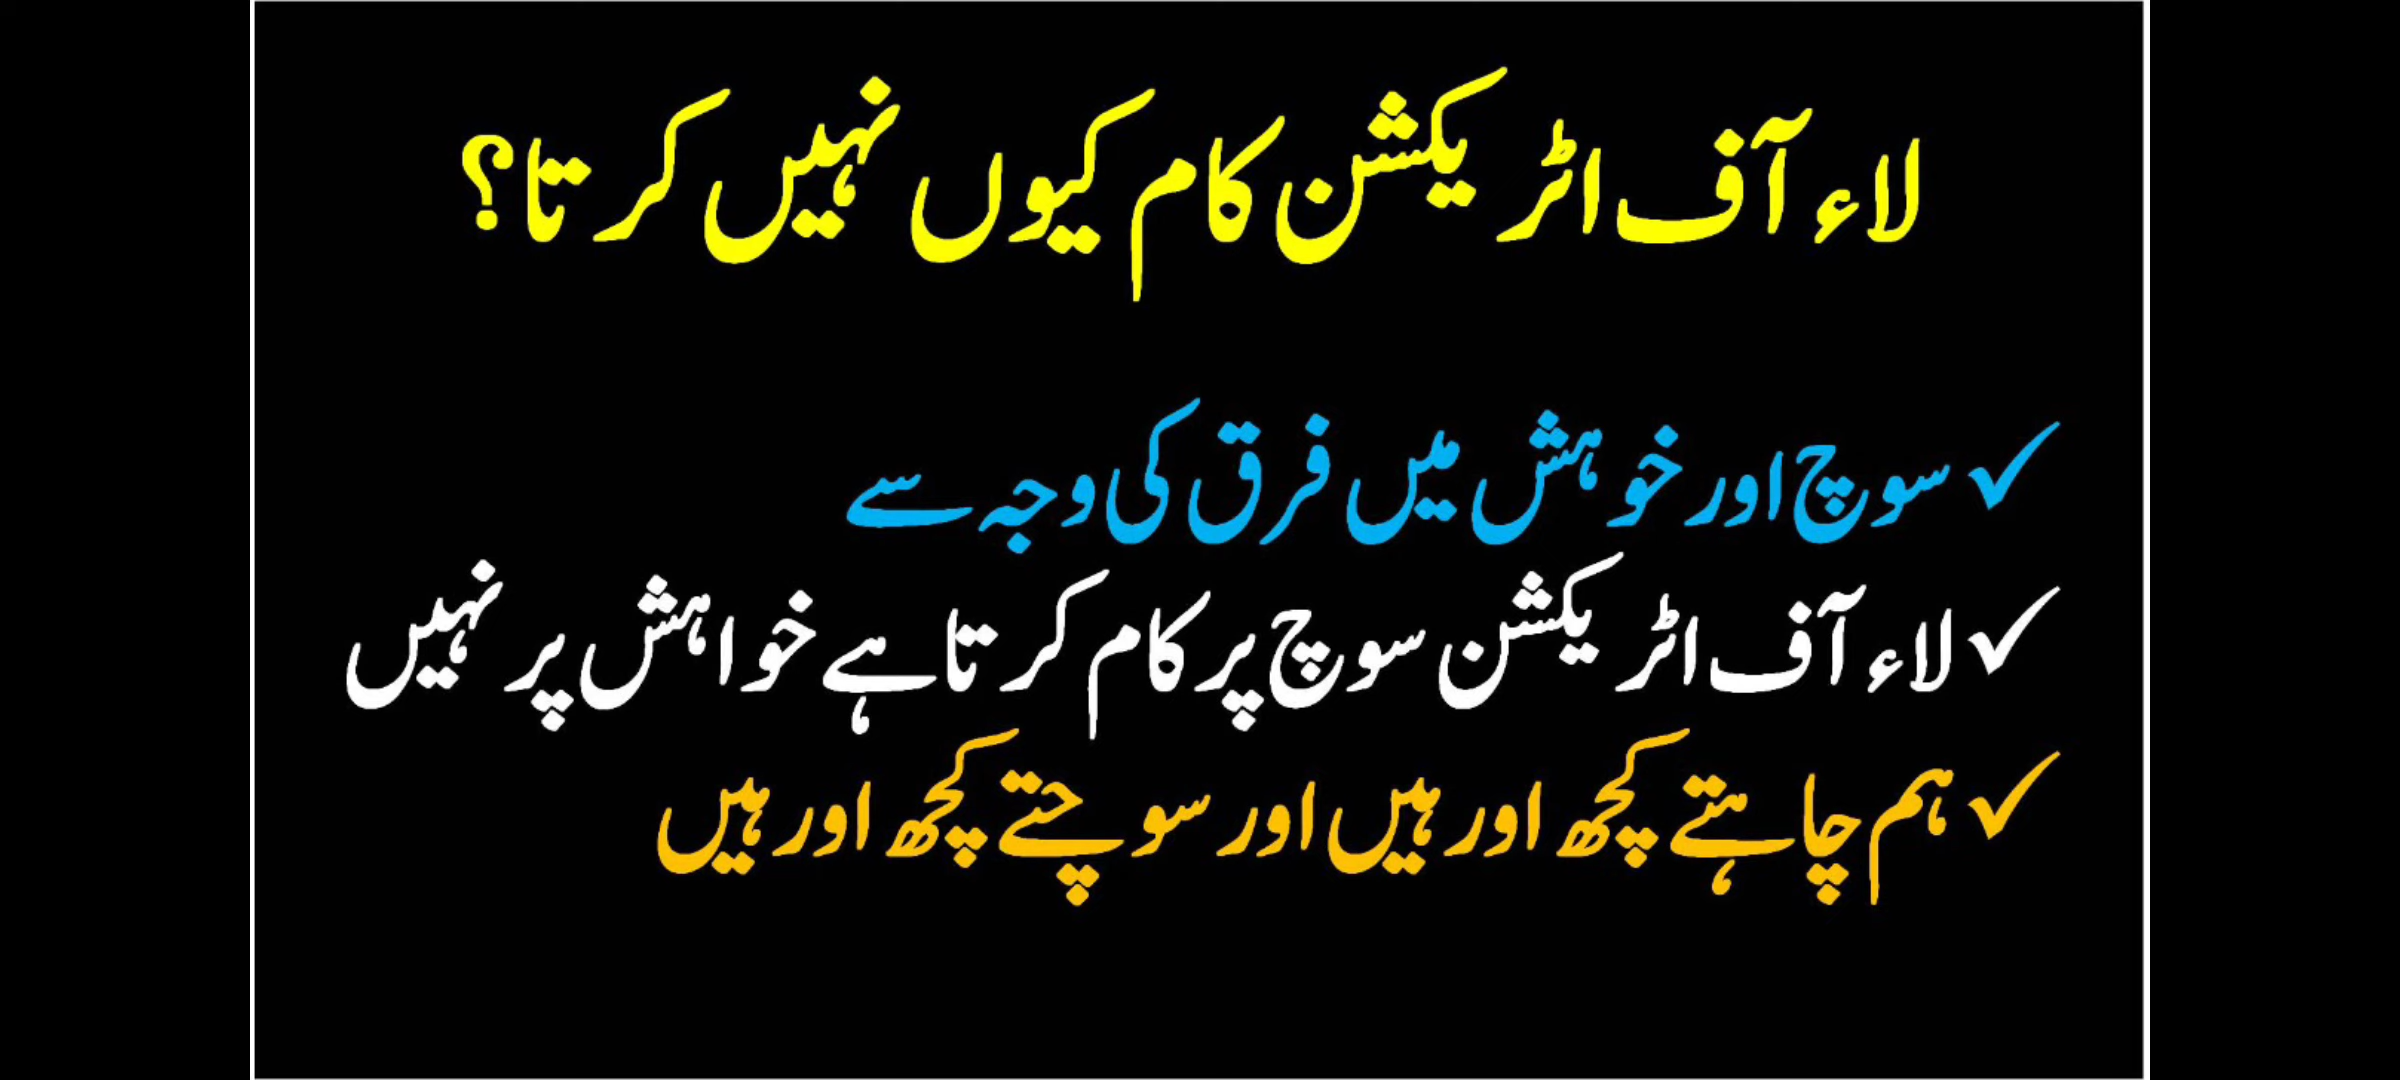 لاء آف اٹریکشن کام کیوں نہیں کرتا؟
✓ سوچ اور خوہش میں فرق کی وجہ سے
✓ لاء آف اٹریکشن سوچ پر کام کرتا ہے خواہش پر نہیں
✓ ہم چاہتے کچھ اور ہیں اور سوچتے کچھ اور ہیں